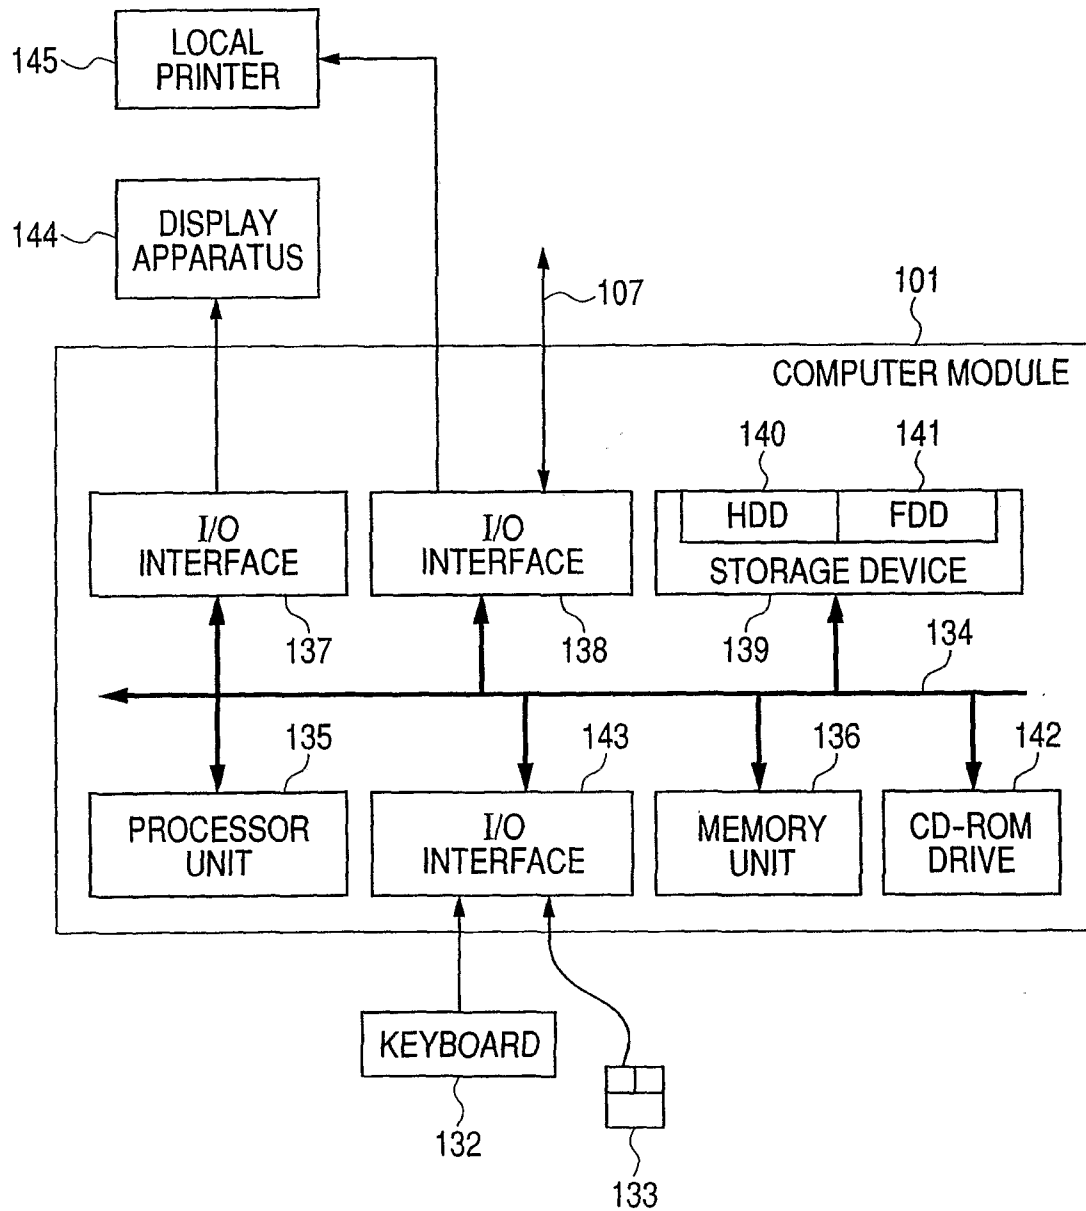 LOCAL
PRINTER
145
DISPLAY
APPARATUS
144
107
101
COMPUTER MODULE
140
141
HDD
FDD
STORAGE DEVICE
I/O
INTERFACE
I/O
INTERFACE
137
138
139
134
135
143
136
142
PROCESSOR
UNIT
I/O
INTERFACE
MEMORY
UNIT
CD-ROM
DRIVE
KEYBOARD
132
133